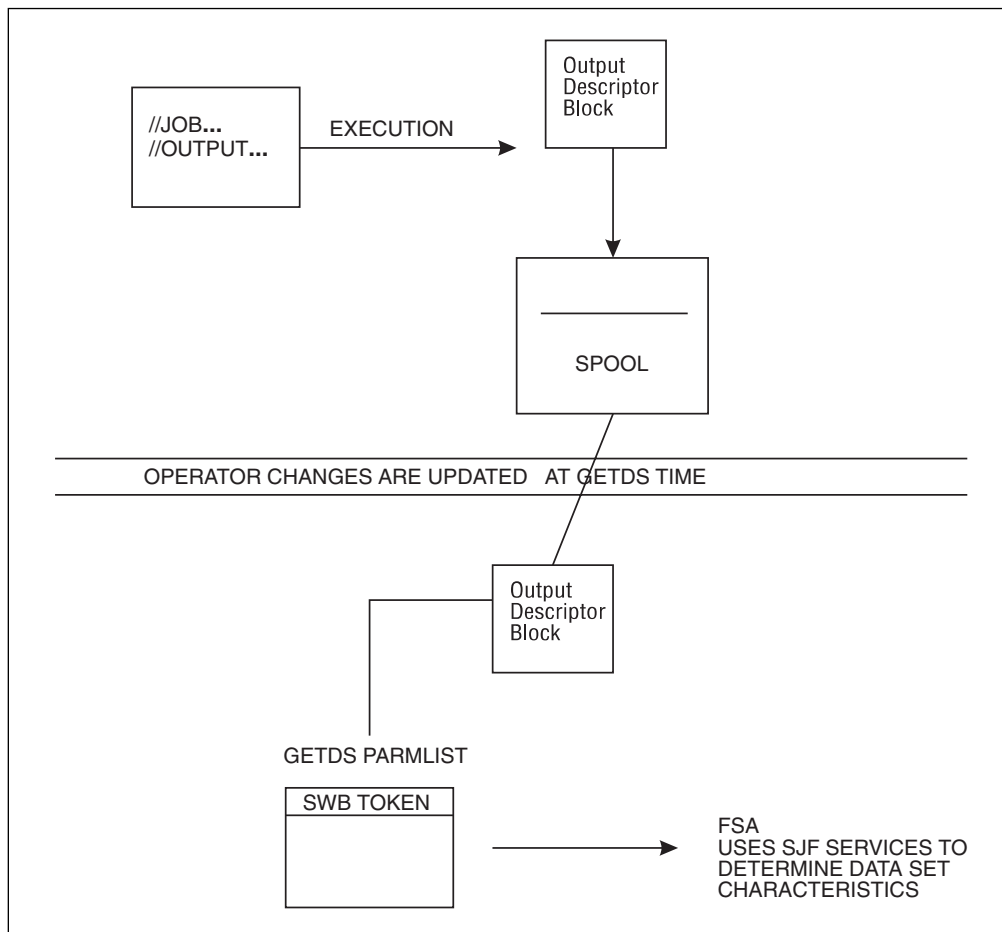 Output
Descriptor
Block
//JOB...
//OUTPUT...
EXECUTION
SPOOL
OPERATOR CHANGES ARE UPDATED AT GETDS TIME
Output
Descriptor
Block
GETDS PARMLIST
SWB TOKEN
FSA
USES SJF SERVICES TO
DETERMINE DATA SET
CHARACTERISTICS